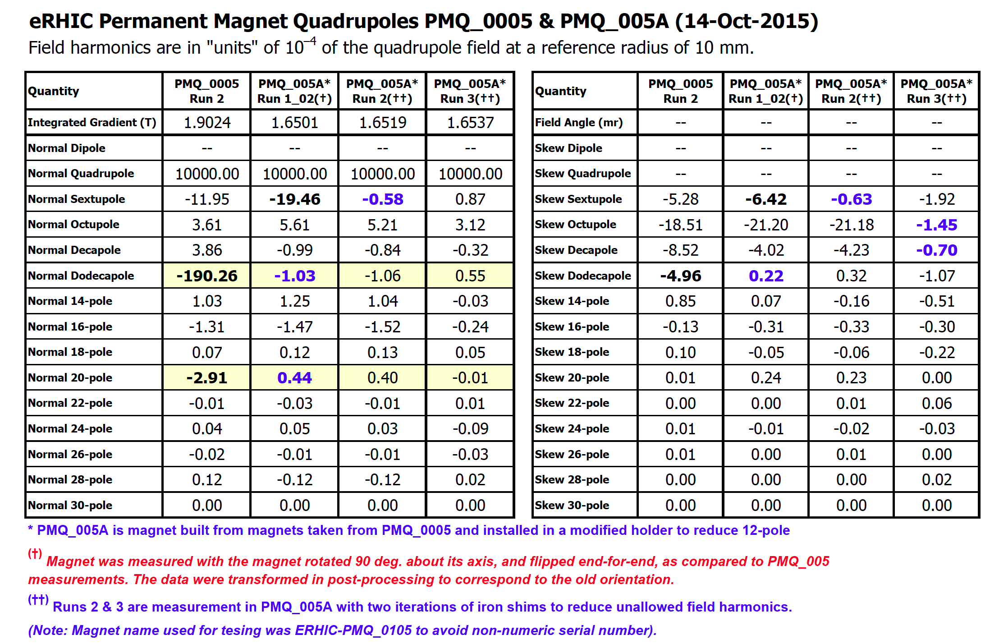 eRHIC Permanent Magnet Quadrupoles PMQ_0005 & PMQ_005A (14-Oct-2015)
Field harmonics are in "units" of 10⁻⁴ of the quadrupole field at a reference radius of 10 mm.
Quantity PMQ_0005 Run 2 PMQ_005A* Run 1_02(†) PMQ_005A* Run 2(††) PMQ_005A* Run 3(††)
Integrated Gradient (T) 1.9024 1.6501 1.6519 1.6537
Normal Dipole -- -- -- --
Normal Quadrupole 10000.00 10000.00 10000.00 10000.00
Normal Sextupole -11.95 -19.46 -0.58 0.87
Normal Octupole 3.61 5.61 5.21 3.12
Normal Decapole 3.86 -0.99 -0.84 -0.32
Normal Dodecapole -190.26 -1.03 -1.06 0.55
Normal 14-pole 1.03 1.25 1.04 -0.03
Normal 16-pole -1.31 -1.47 -1.52 -0.24
Normal 18-pole 0.07 0.12 0.13 0.05
Normal 20-pole -2.91 0.44 0.40 -0.01
Normal 22-pole -0.01 -0.03 -0.01 0.01
Normal 24-pole 0.04 0.05 0.03 -0.09
Normal 26-pole -0.02 -0.01 -0.01 -0.03
Normal 28-pole 0.12 -0.12 -0.12 0.02
Normal 30-pole 0.00 0.00 0.00 0.00
Quantity PMQ_0005 Run 2 PMQ_005A* Run 1_02(†) PMQ_005A* Run 2(††) PMQ_005A* Run 3(††)
Field Angle (mr) -- -- -- --
Skew Dipole -- -- -- --
Skew Quadrupole -- -- -- --
Skew Sextupole -5.28 -6.42 -0.63 -1.92
Skew Octupole -18.51 -21.20 -21.18 -1.45
Skew Decapole -8.52 -4.02 -4.23 -0.70
Skew Dodecapole -4.96 0.22 0.32 -1.07
Skew 14-pole 0.85 0.07 -0.16 -0.51
Skew 16-pole -0.13 -0.31 -0.33 -0.30
Skew 18-pole 0.10 -0.05 -0.06 -0.22
Skew 20-pole 0.01 0.24 0.23 0.00
Skew 22-pole 0.00 0.00 0.01 0.06
Skew 24-pole 0.01 -0.01 -0.02 -0.03
Skew 26-pole 0.01 0.00 0.01 0.00
Skew 28-pole 0.00 0.00 0.00 0.02
Skew 30-pole 0.00 0.00 0.00 0.00
* PMQ_005A is magnet built from magnets taken from PMQ_0005 and installed in a modified holder to reduce 12-pole
(†) Magnet was measured with the magnet rotated 90 deg. about its axis, and flipped end-for-end, as compared to PMQ_005
measurements. The data were transformed in post-processing to correspond to the old orientation.
(††) Runs 2 & 3 are measurement in PMQ_005A with two iterations of iron shims to reduce unallowed field harmonics.
(Note: Magnet name used for tesing was ERHIC-PMQ_0105 to avoid non-numeric serial number).